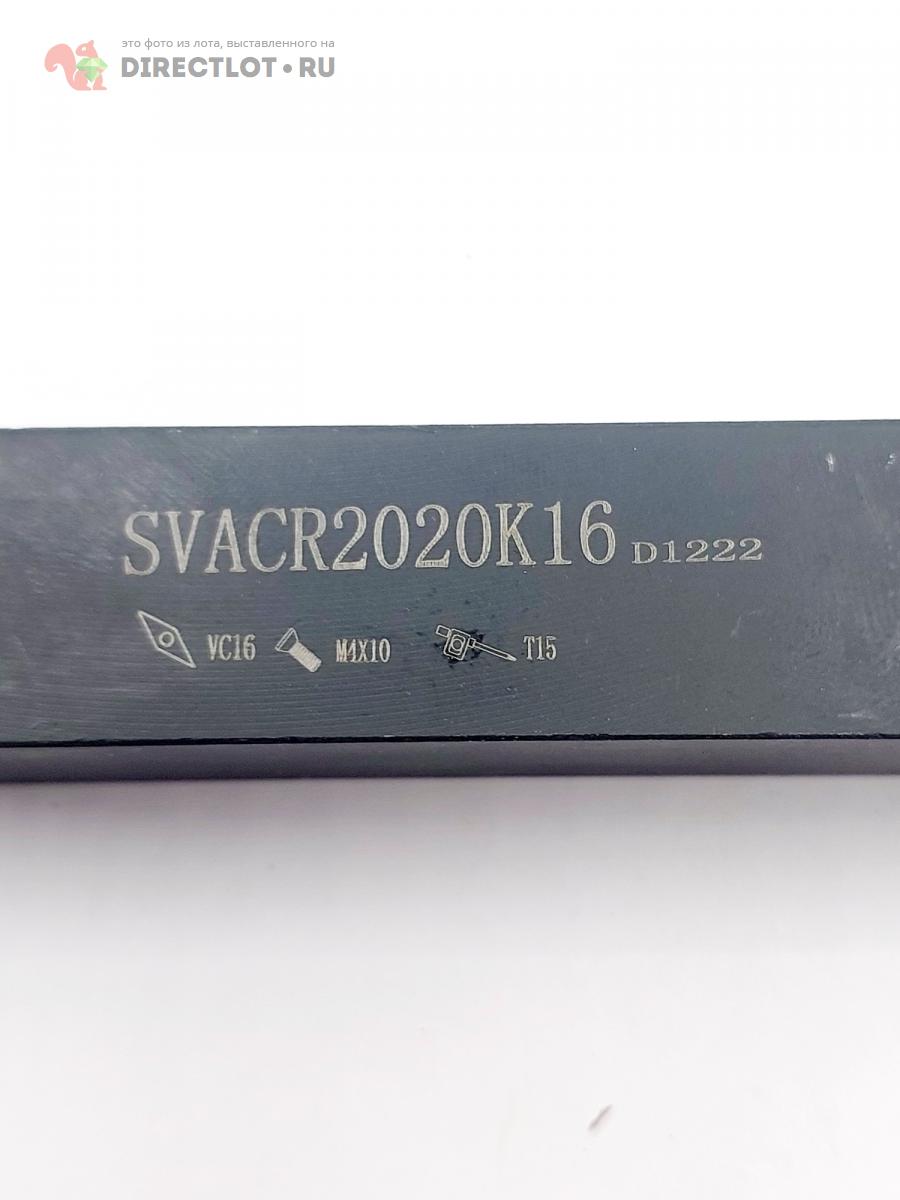 это фото из лота, выставленного на
DIRECTLOT • RU
SVACR2020K16 D1222
VC16 M4X10 T15